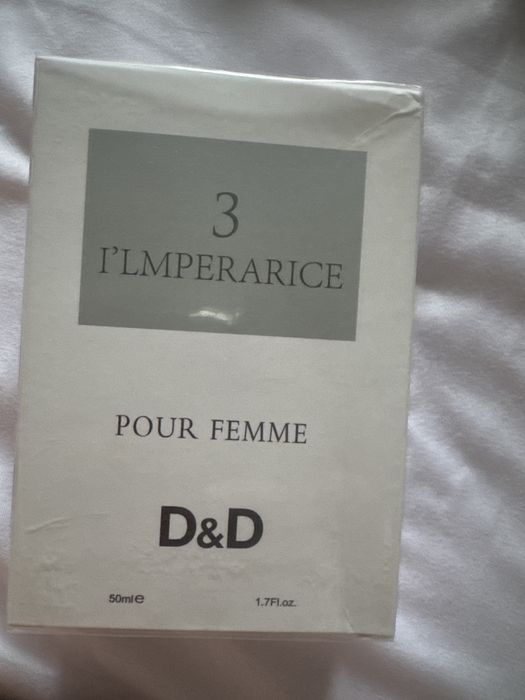 3
I'LMPERARICE
POUR FEMME
D&D
50ml℮ 1.7Fl.oz.